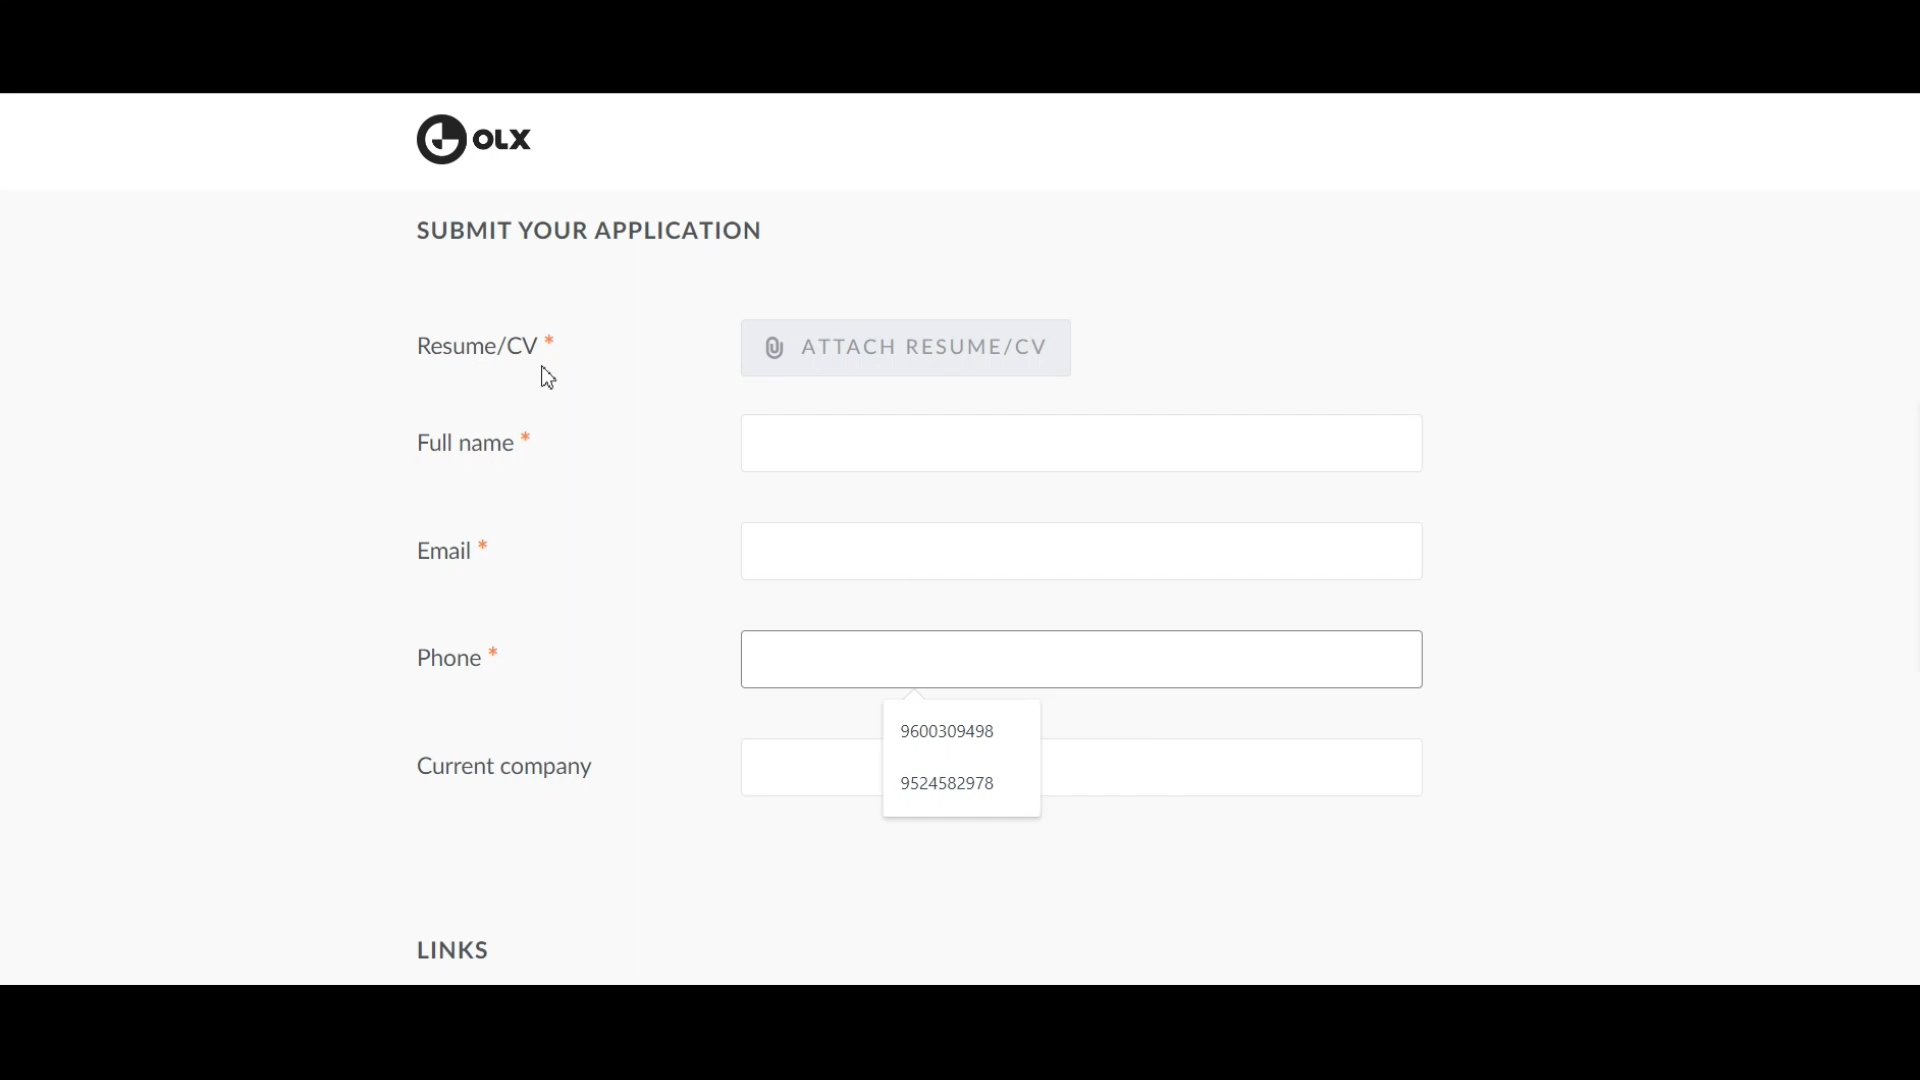 OLX
SUBMIT YOUR APPLICATION
Resume/CV *
ATTACH RESUME/CV
Full name *
Email *
Phone *
9600309498
9524582978
Current company
LINKS